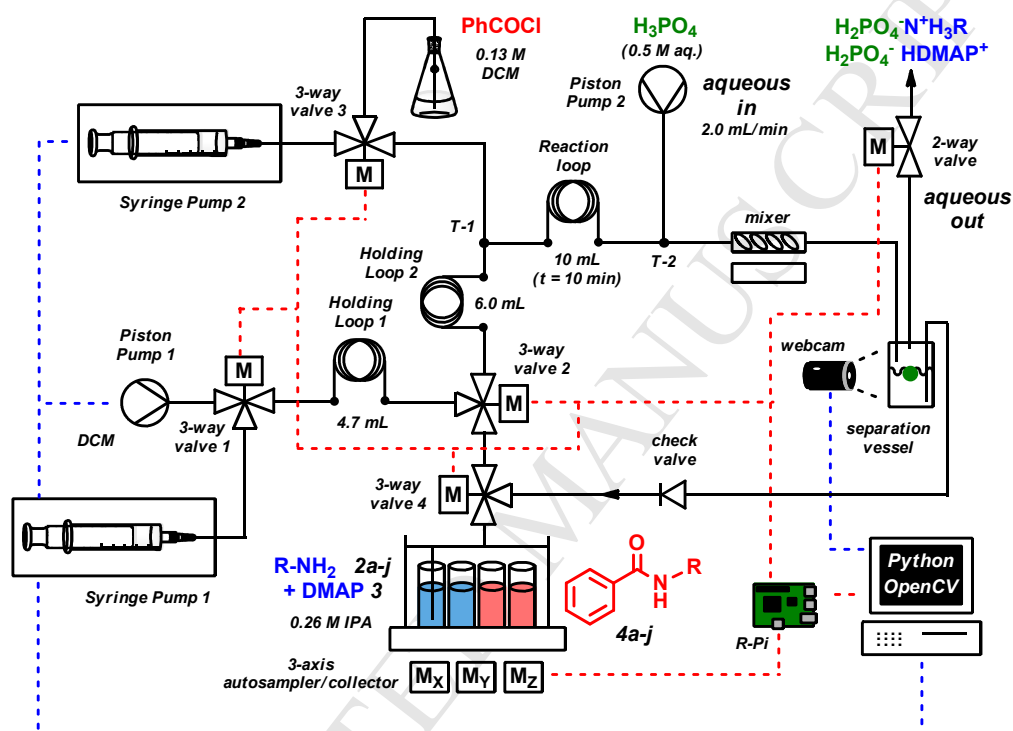 PhCOCl
0.13 M
DCM
H₃PO₄
(0.5 M aq.)
Piston
Pump 2
aqueous
in
2.0 mL/min
H₂PO₄⁻N⁺H₃R
H₂PO₄⁻ HDMAP⁺
3-way
valve 3
M
Syringe Pump 2
M
2-way
valve
aqueous
out
Reaction
loop
mixer
T-1
10 mL
(t = 10 min)
T-2
Holding
Loop 2
6.0 mL
Holding
Loop 1
4.7 mL
Piston
Pump 1
M
DCM
3-way
valve 1
3-way
valve 2
M
webcam
separation
vessel
check
valve
3-way
valve 4
M
Syringe Pump 1
R-NH₂ 2a-j
+ DMAP 3
0.26 M IPA
O
N
H
R
4a-j
Python
OpenCV
R-Pi
3-axis
autosampler/collector
Mₓ
M_Y
M_Z
TED MANUSCRIP